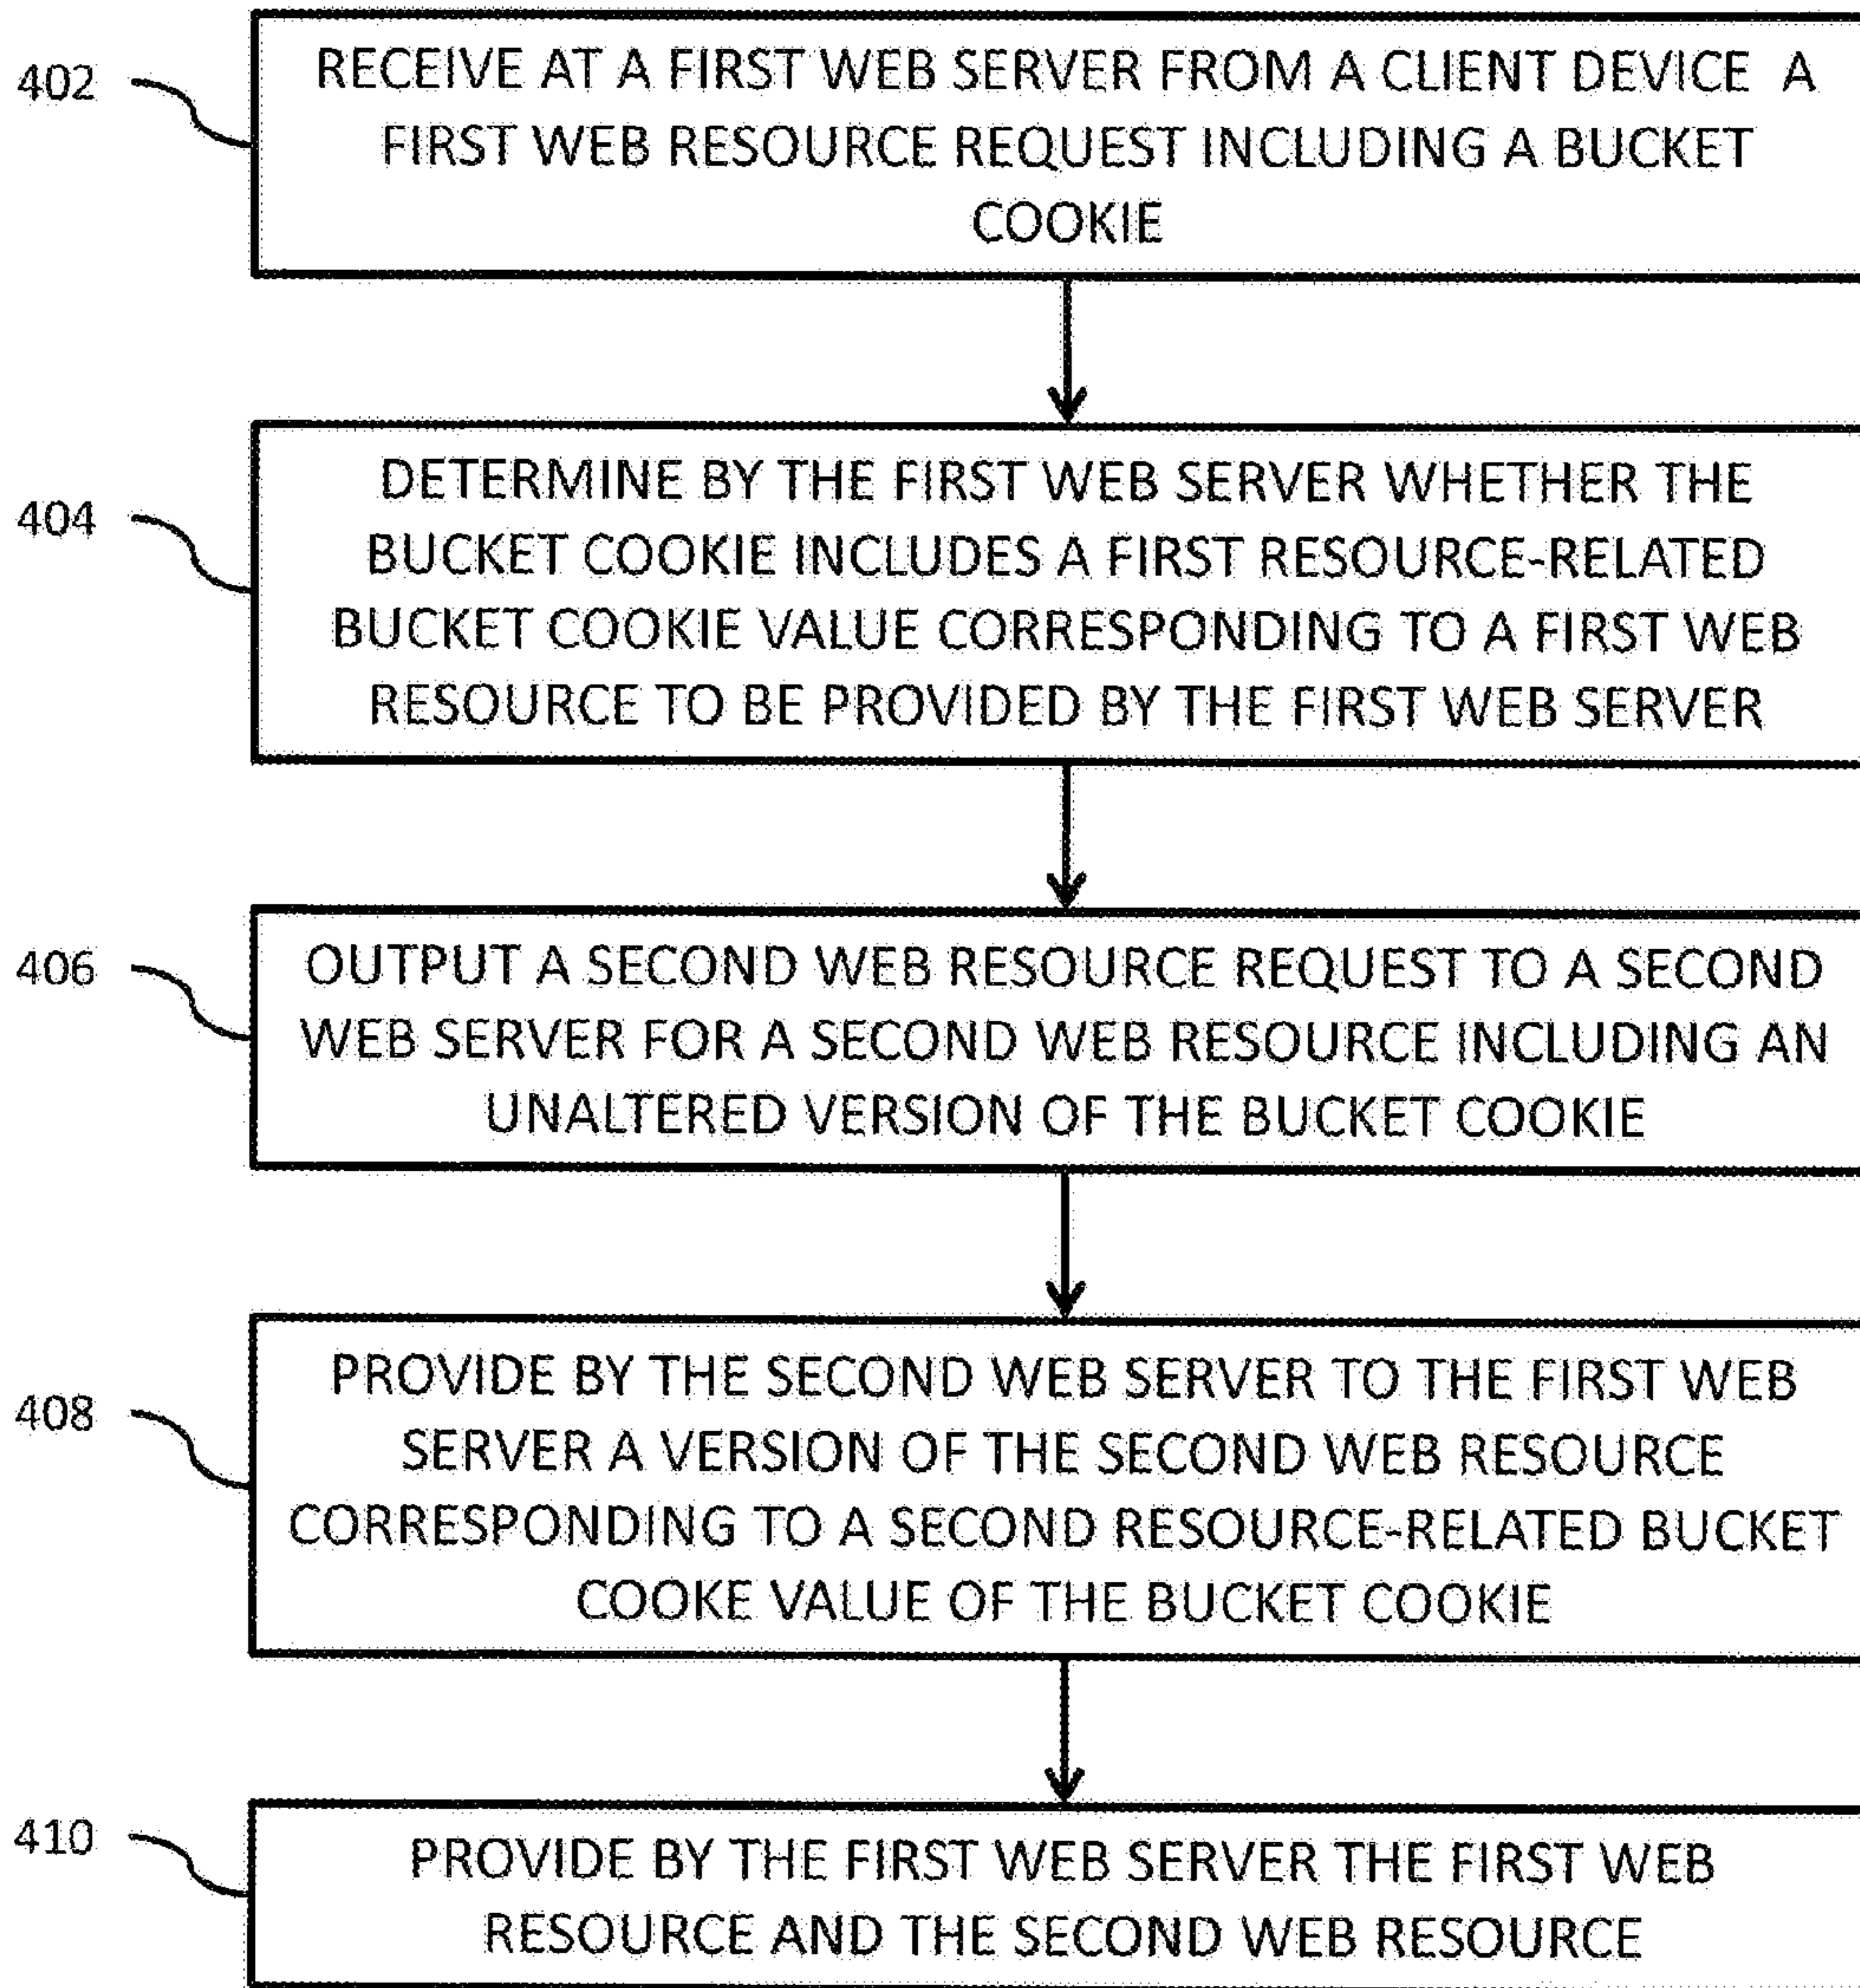 402
RECEIVE AT A FIRST WEB SERVER FROM A CLIENT DEVICE A
FIRST WEB RESOURCE REQUEST INCLUDING A BUCKET
COOKIE
404
DETERMINE BY THE FIRST WEB SERVER WHETHER THE
BUCKET COOKIE INCLUDES A FIRST RESOURCE-RELATED
BUCKET COOKIE VALUE CORRESPONDING TO A FIRST WEB
RESOURCE TO BE PROVIDED BY THE FIRST WEB SERVER
406
OUTPUT A SECOND WEB RESOURCE REQUEST TO A SECOND
WEB SERVER FOR A SECOND WEB RESOURCE INCLUDING AN
UNALTERED VERSION OF THE BUCKET COOKIE
408
PROVIDE BY THE SECOND WEB SERVER TO THE FIRST WEB
SERVER A VERSION OF THE SECOND WEB RESOURCE
CORRESPONDING TO A SECOND RESOURCE-RELATED BUCKET
COOKE VALUE OF THE BUCKET COOKIE
410
PROVIDE BY THE FIRST WEB SERVER THE FIRST WEB
RESOURCE AND THE SECOND WEB RESOURCE